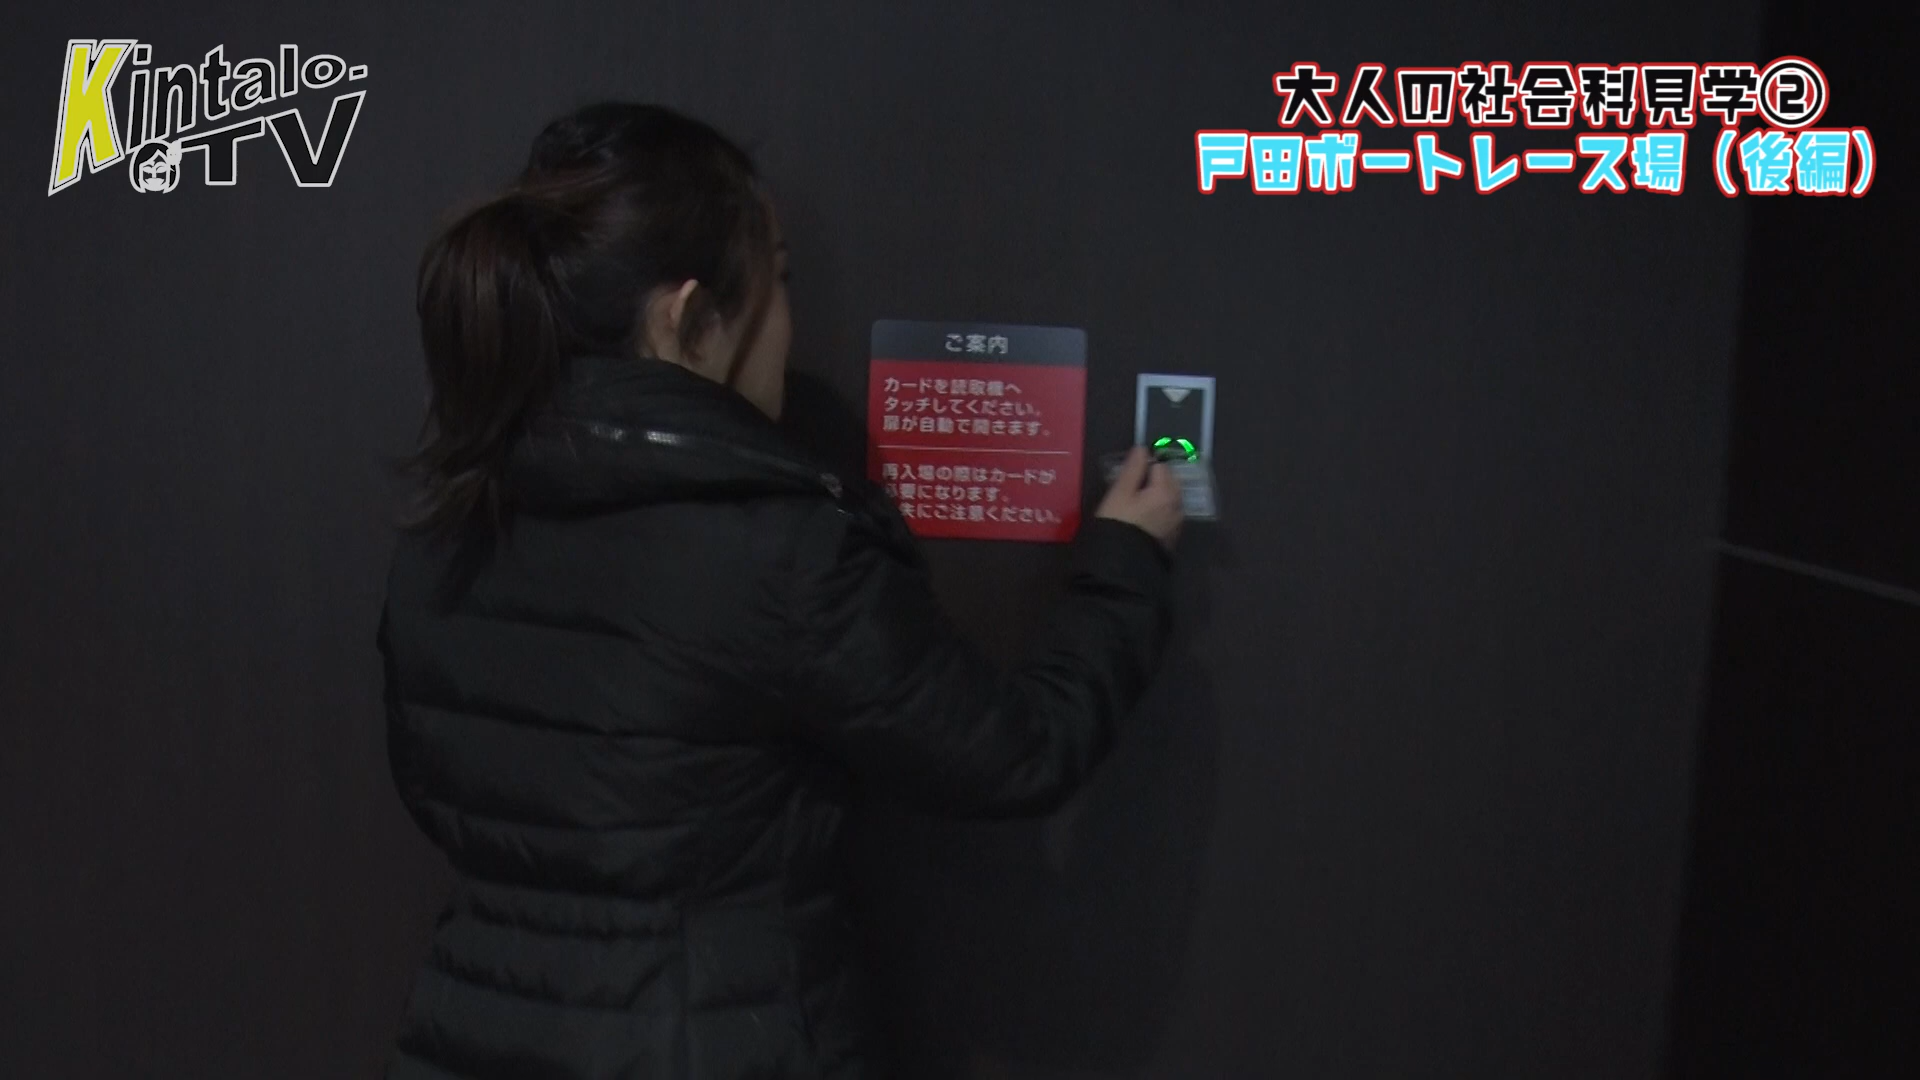 Kintalo.TV
大人の社会科見学②
戸田ボートレース場（後編）
ご案内
カードを読取機へ
タッチしてください。
扉が自動で開きます。
再入場の際はカードが
必要になります。
失にご注意ください。